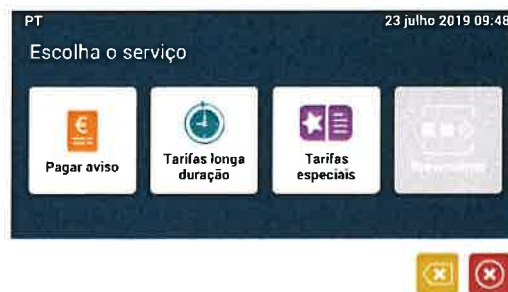 PT
23 julho 2019 09:48
Escolha o serviço
Pagar aviso
Tarifas longa
duração
Tarifas
especiais